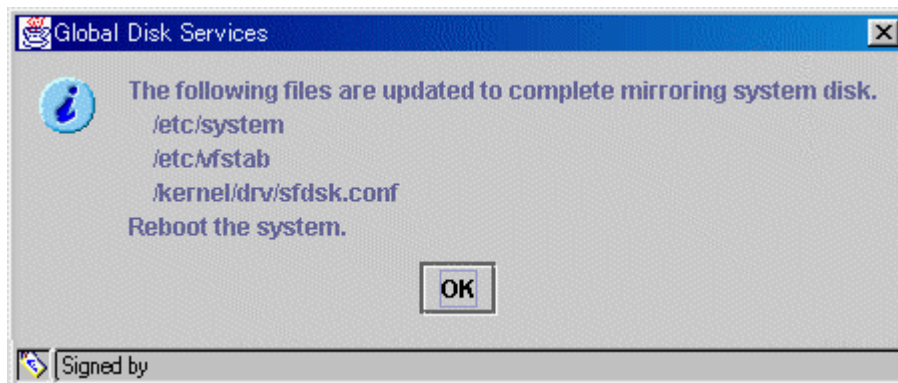 Global Disk Services
The following files are updated to complete mirroring system disk.
/etc/system
/etc/vfstab
/kernel/drv/sfdsk.conf
Reboot the system.
OK
Signed by